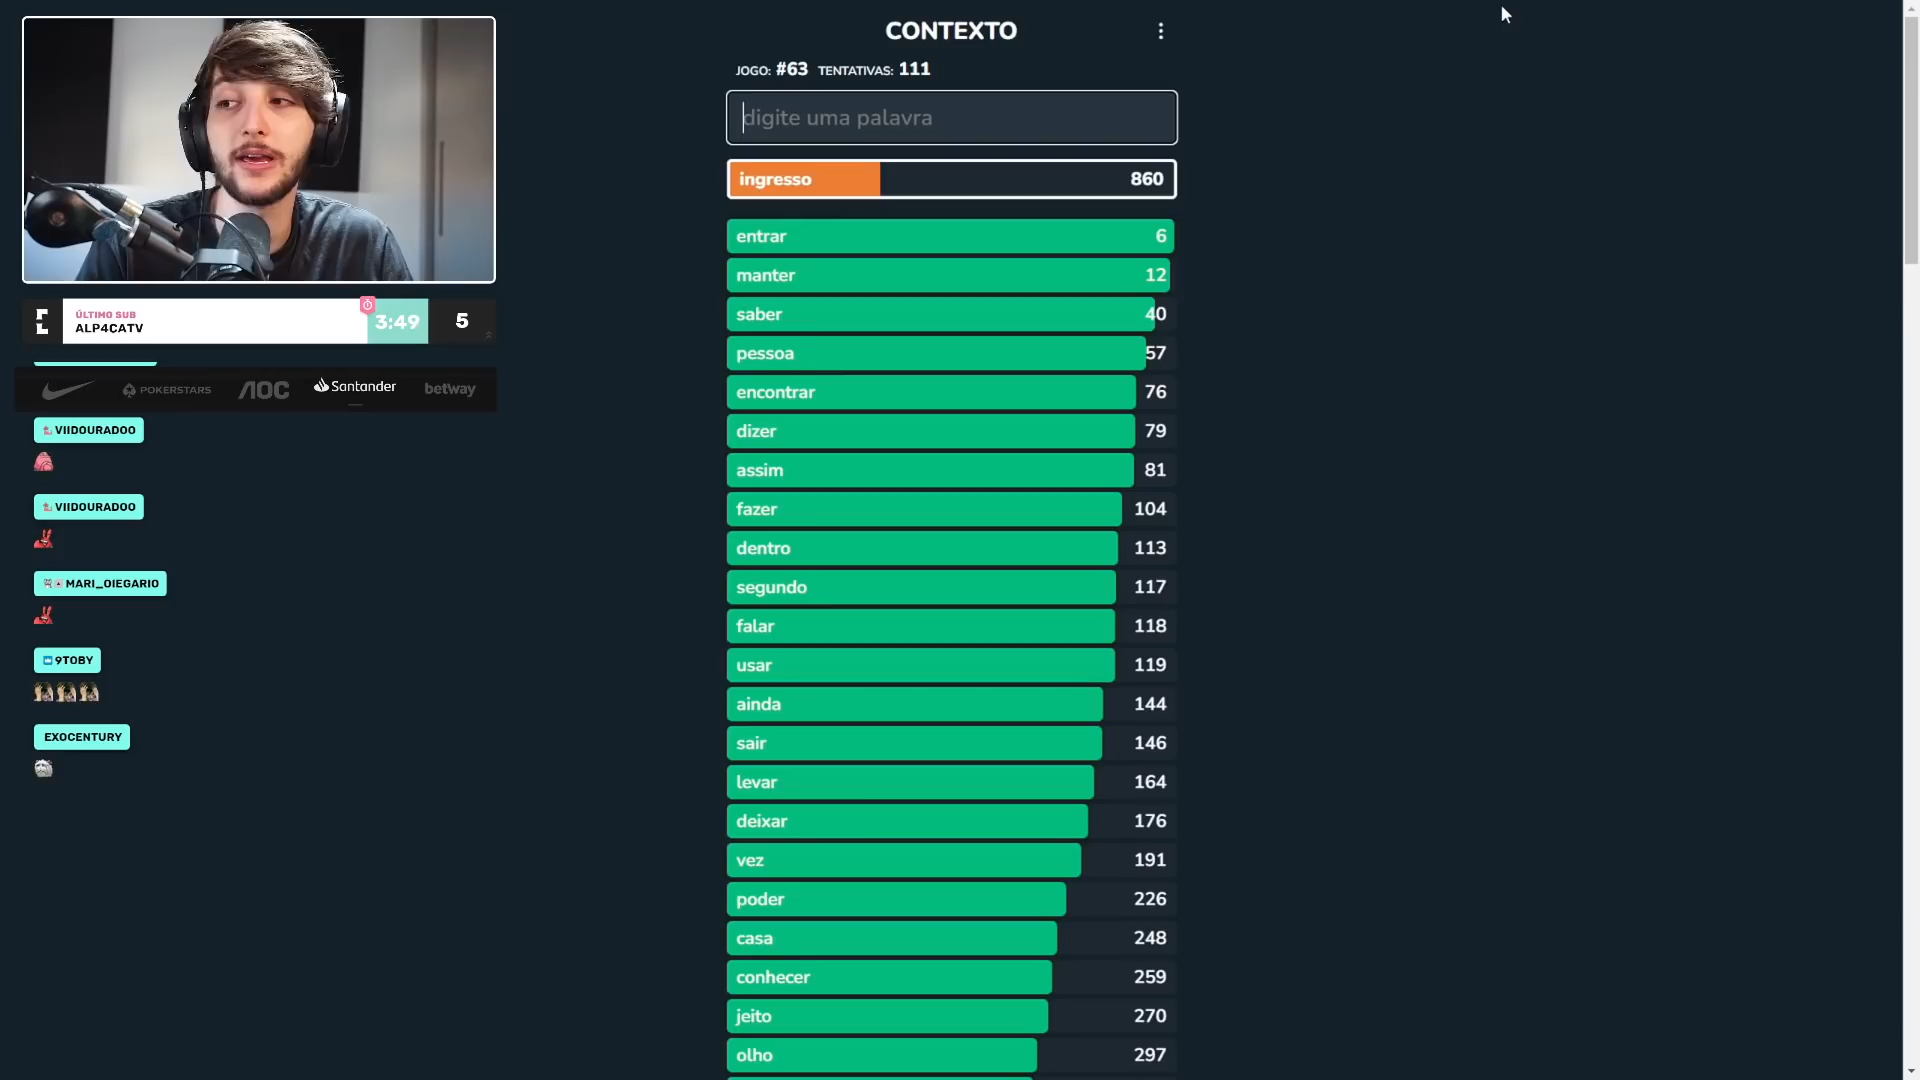 CONTEXTO
JOGO: #63 TENTATIVAS: 111
digite uma palavra
ingresso 860
entrar 6
manter 12
saber 40
pessoa 57
encontrar 76
dizer 79
assim 81
fazer 104
dentro 113
segundo 117
falar 118
usar 119
ainda 144
sair 146
levar 164
deixar 176
vez 191
poder 226
casa 248
conhecer 259
jeito 270
olho 297
ÚLTIMO SUB
ALP4CATV
3:49
5
POKERSTARS AOC Santander betway
VIIDOURADOO
VIIDOURADOO
MARI_OIEGARIO
9TOBY
EXOCENTURY